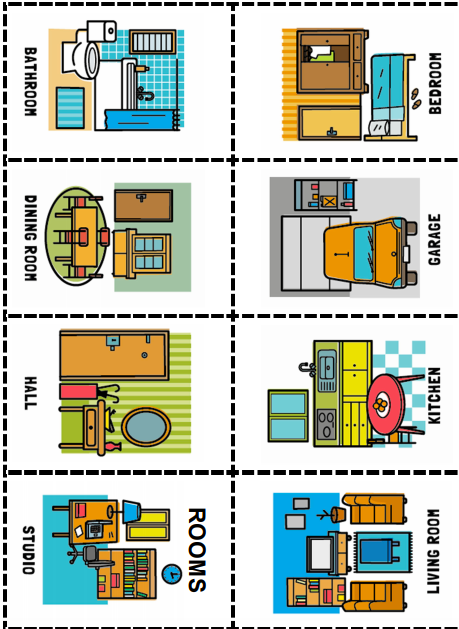 BEDROOM
GARAGE
KITCHEN
LIVING ROOM
ROOMS
BATHROOM
DINING ROOM
HALL
STUDIO